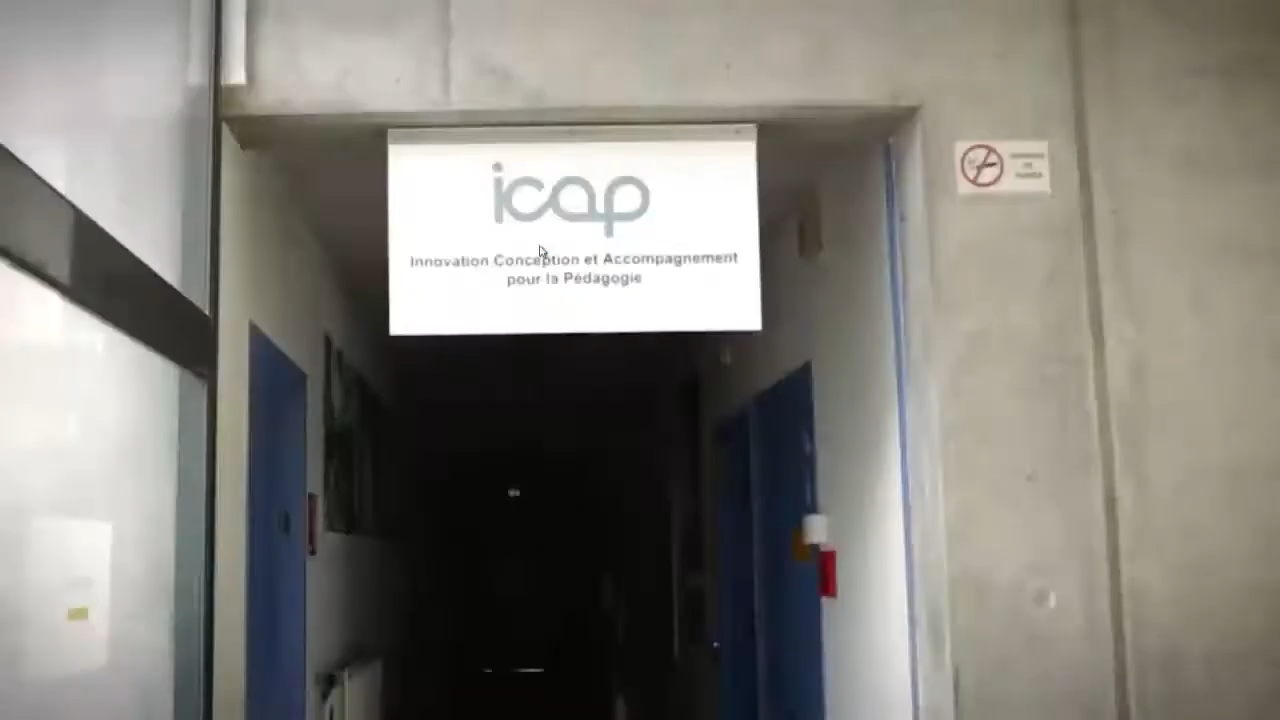 icap
Innovation Conception et Accompagnement
pour la Pédagogie